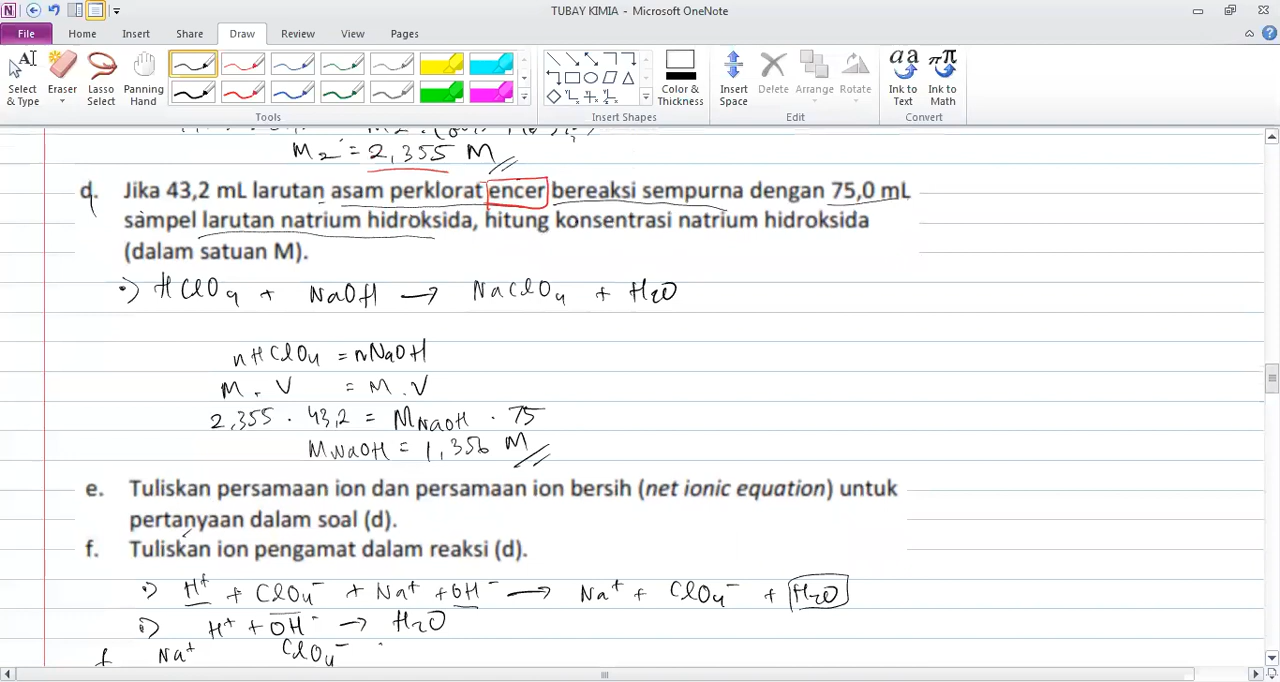 TUBAY KIMIA - Microsoft OneNote
File Home Insert Share Draw Review View Pages
Select & Type
Eraser
Lasso Select
Panning Hand
Color & Thickness
Insert Space
Delete
Arrange
Rotate
Ink to Text
Ink to Math
Tools
Insert Shapes
Edit
Convert
M₂ = 2,355 M
d. Jika 43,2 mL larutan asam perklorat encer bereaksi sempurna dengan 75,0 mL
sampel larutan natrium hidroksida, hitung konsentrasi natrium hidroksida
(dalam satuan M).
•) HClO₄ + NaOH → NaClO₄ + H₂O
nHClO₄ = nNaOH
M . V = M . V
2,355 . 43,2 = MNaOH . 75
MNaOH = 1,356 M
e. Tuliskan persamaan ion dan persamaan ion bersih (net ionic equation) untuk
pertanyaan dalam soal (d).
f. Tuliskan ion pengamat dalam reaksi (d).
•) H⁺ + ClO₄⁻ + Na⁺ + OH⁻ → Na⁺ + ClO₄⁻ + H₂O
•) H⁺ + OH⁻ → H₂O
f Na⁺ ClO₄⁻